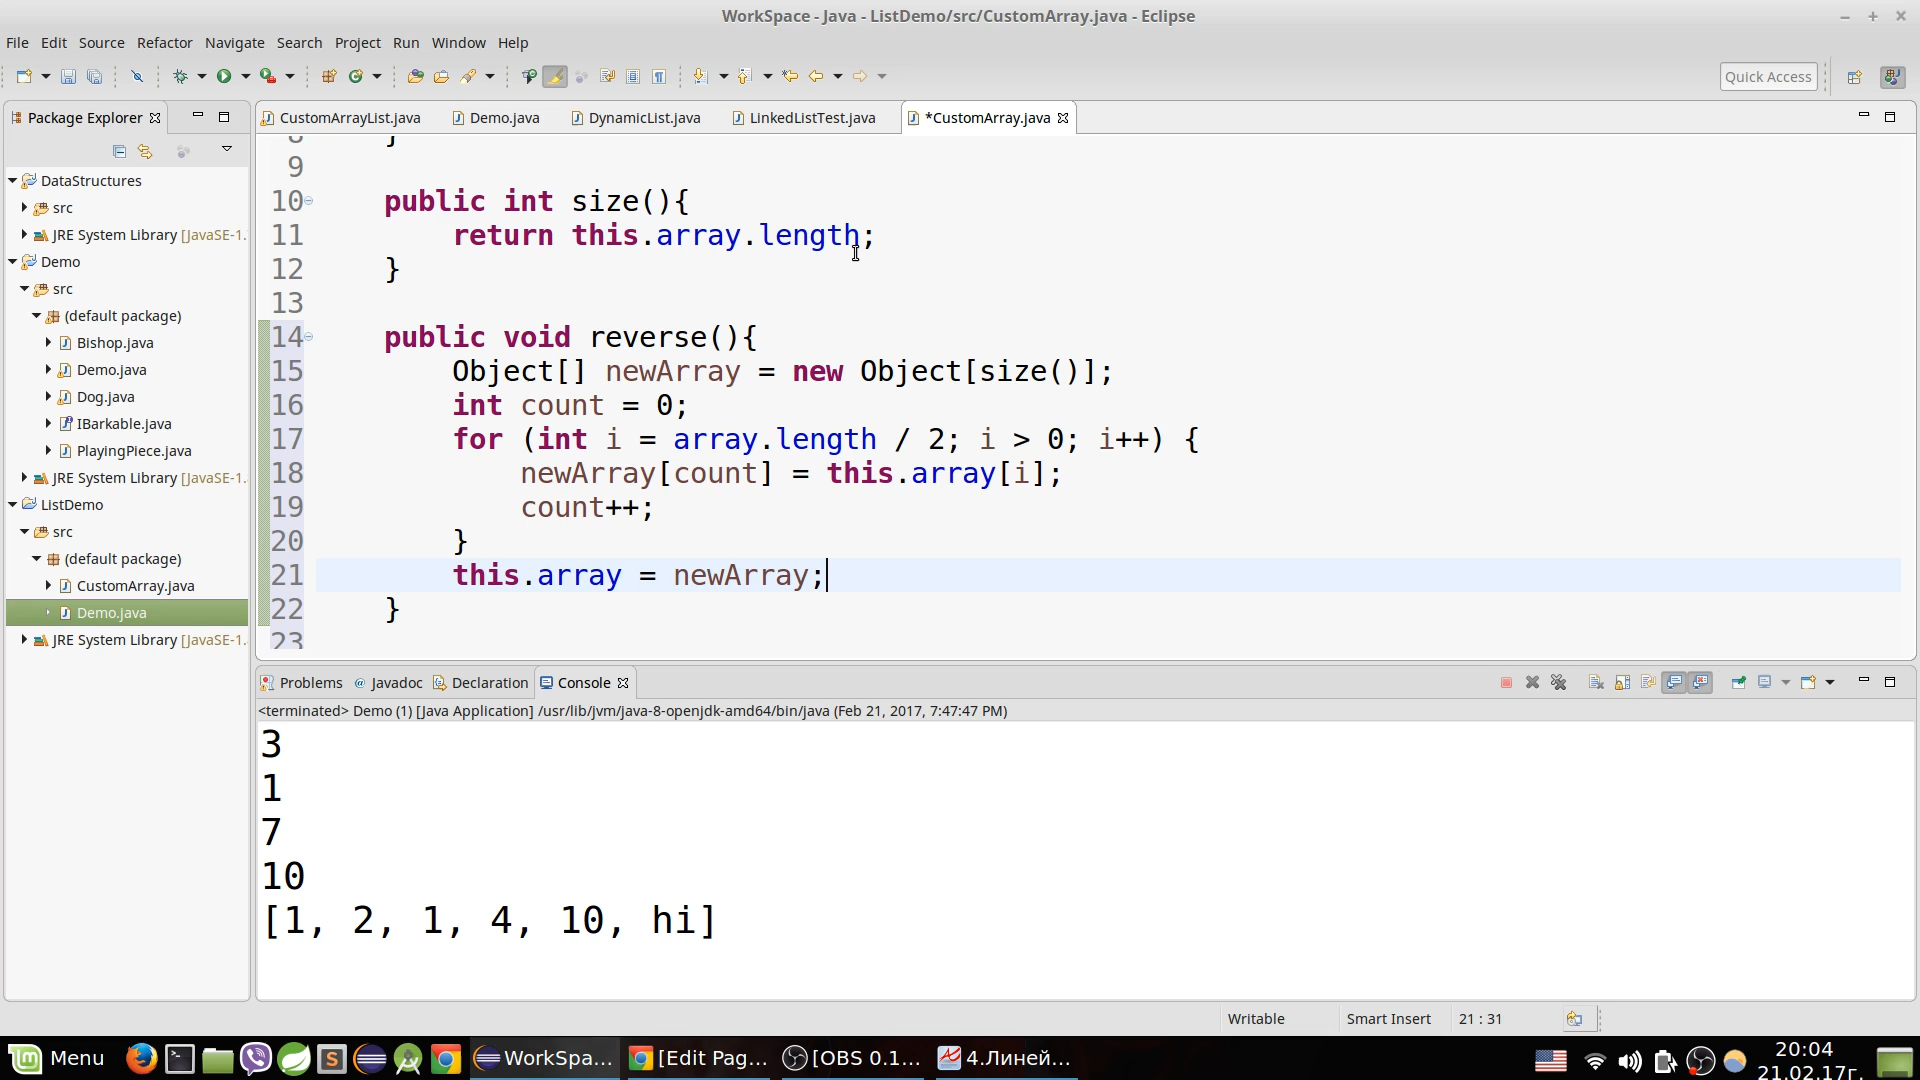 WorkSpace - Java - ListDemo/src/CustomArray.java - Eclipse
File Edit Source Refactor Navigate Search Project Run Window Help
Quick Access
Package Explorer
CustomArrayList.java Demo.java DynamicList.java LinkedListTest.java *CustomArray.java
DataStructures
src
JRE System Library [JavaSE-1.
Demo
src
(default package)
Bishop.java
Demo.java
Dog.java
IBarkable.java
PlayingPiece.java
JRE System Library [JavaSE-1.
ListDemo
src
(default package)
CustomArray.java
Demo.java
JRE System Library [JavaSE-1.
8 }
9
10 public int size(){
11 return this.array.length;
12 }
13
14 public void reverse(){
15 Object[] newArray = new Object[size()];
16 int count = 0;
17 for (int i = array.length / 2; i > 0; i++) {
18 newArray[count] = this.array[i];
19 count++;
20 }
21 this.array = newArray;
22 }
23
Problems @ Javadoc Declaration Console
<terminated> Demo (1) [Java Application] /usr/lib/jvm/java-8-openjdk-amd64/bin/java (Feb 21, 2017, 7:47:47 PM)
3
1
7
10
[1, 2, 1, 4, 10, hi]
Writable Smart Insert 21 : 31
Menu WorkSpa... [Edit Pag... [OBS 0.1... 4.Линей... 20:04
21.02.17г.